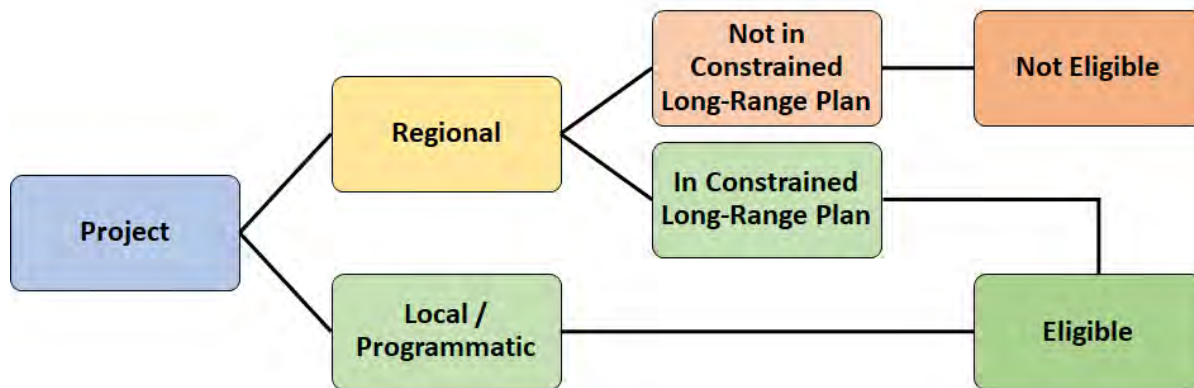 Project
Regional
Local /
Programmatic
Not in
Constrained
Long-Range Plan
In Constrained
Long-Range Plan
Not Eligible
Eligible